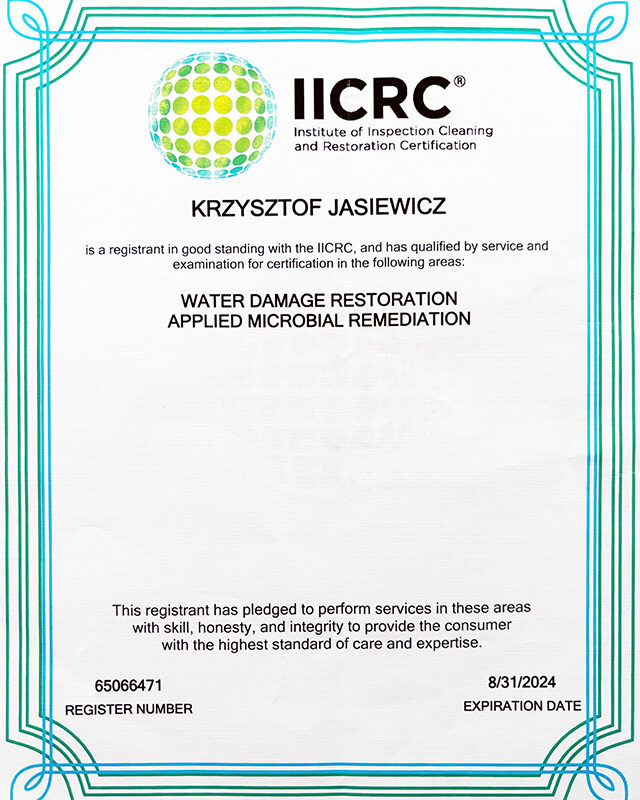 IICRC®
Institute of Inspection Cleaning
and Restoration Certification
KRZYSZTOF JASIEWICZ
is a registrant in good standing with the IICRC, and has qualified by service and
examination for certification in the following areas:
WATER DAMAGE RESTORATION
APPLIED MICROBIAL REMEDIATION
This registrant has pledged to perform services in these areas
with skill, honesty, and integrity to provide the consumer
with the highest standard of care and expertise.
65066471
REGISTER NUMBER
8/31/2024
EXPIRATION DATE